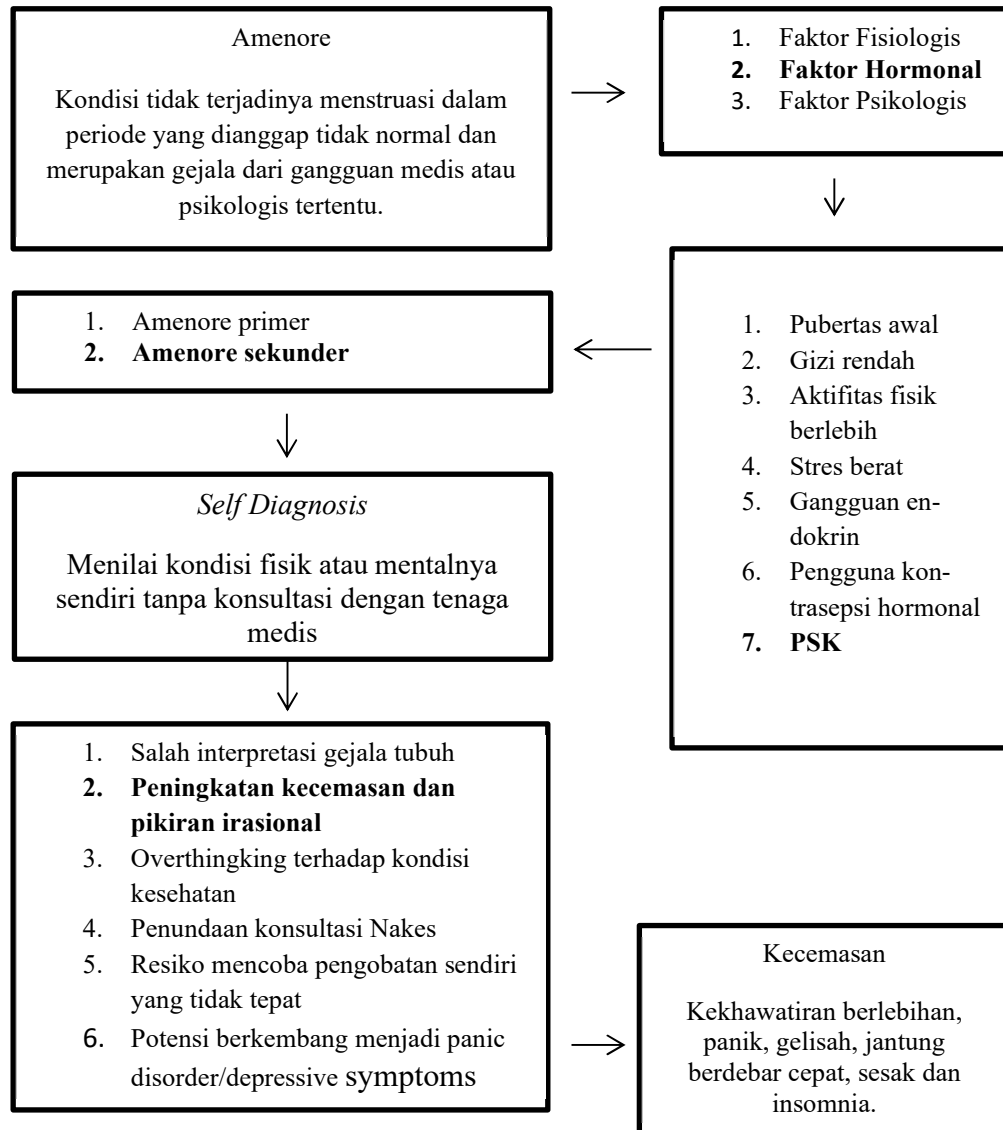 Amenore
Kondisi tidak terjadinya menstruasi dalam
periode yang dianggap tidak normal dan
merupakan gejala dari gangguan medis atau
psikologis tertentu.
1. Faktor Fisiologis
2. Faktor Hormonal
3. Faktor Psikologis
1. Pubertas awal
2. Gizi rendah
3. Aktifitas fisik
berlebih
4. Stres berat
5. Gangguan en-
dokrin
6. Pengguna kon-
trasepsi hormonal
7. PSK
1. Amenore primer
2. Amenore sekunder
Self Diagnosis
Menilai kondisi fisik atau mentalnya
sendiri tanpa konsultasi dengan tenaga
medis
1. Salah interpretasi gejala tubuh
2. Peningkatan kecemasan dan
pikiran irasional
3. Overthingking terhadap kondisi
kesehatan
4. Penundaan konsultasi Nakes
5. Resiko mencoba pengobatan sendiri
yang tidak tepat
6. Potensi berkembang menjadi panic
disorder/depressive symptoms
Kecemasan
Kekhawatiran berlebihan,
panik, gelisah, jantung
berdebar cepat, sesak dan
insomnia.